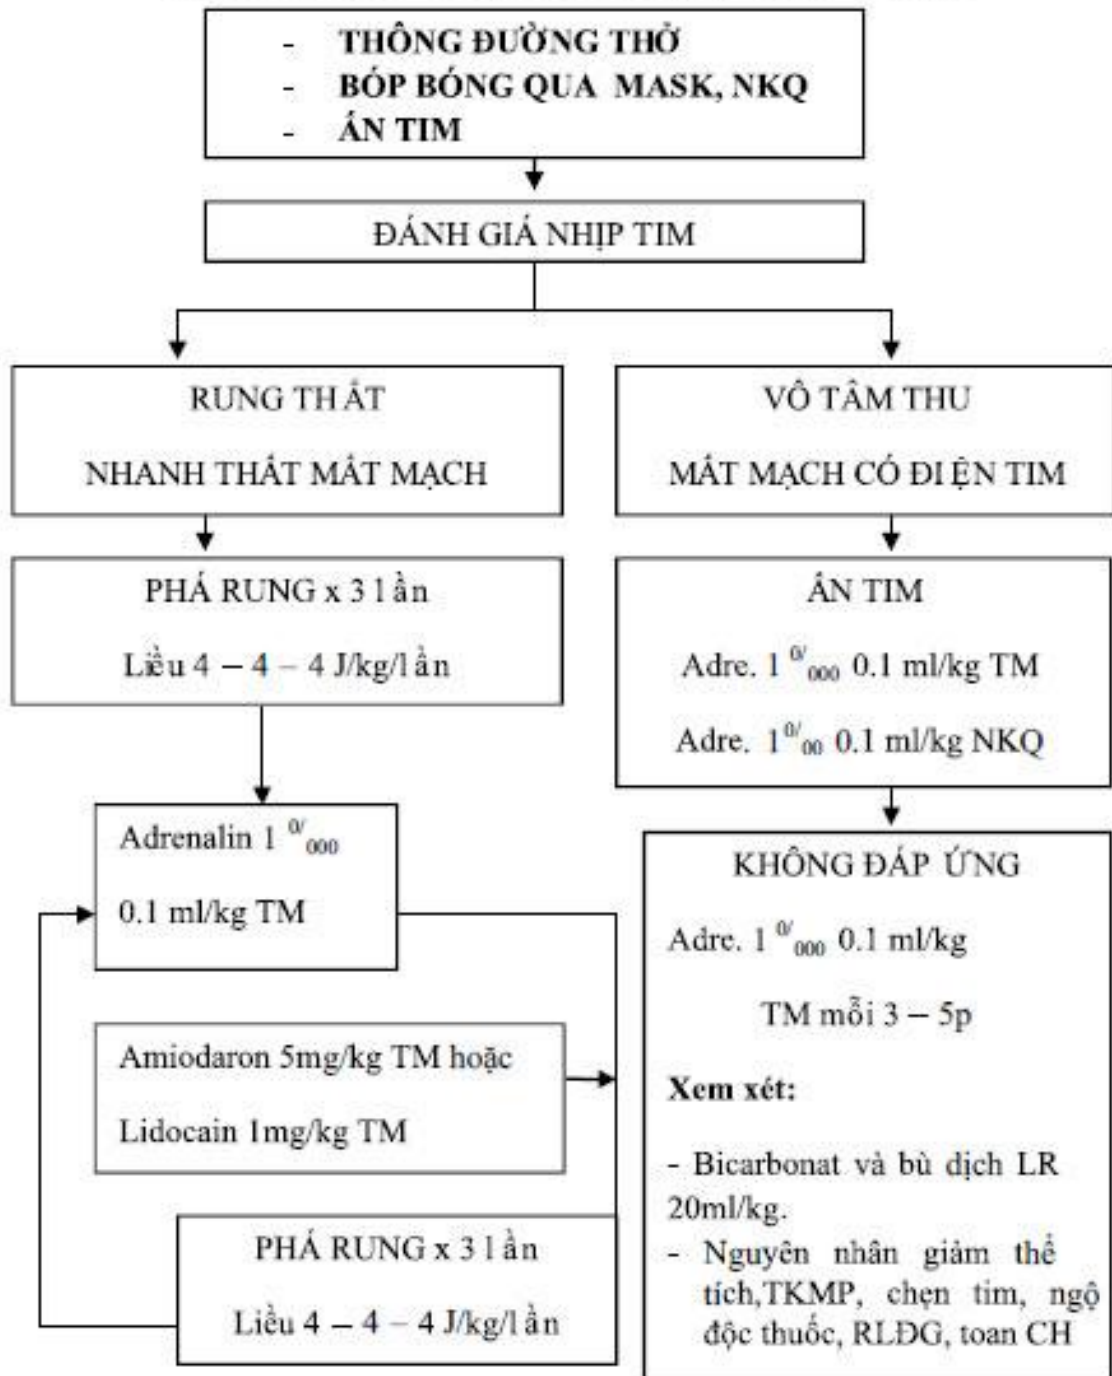 - THÔNG ĐƯỜNG THỞ
- BÓP BÓNG QUA MASK, NKQ
- ẤN TIM
ĐÁNH GIÁ NHỊP TIM
RUNG THẤT
NHANH THẤT MẤT MẠCH
PHÁ RUNG x 3 lần
Liều 4 – 4 – 4 J/kg/lần
Adrenalin 1 0/000
0.1 ml/kg TM
Amiodaron 5mg/kg TM hoặc
Lidocain 1mg/kg TM
PHÁ RUNG x 3 lần
Liều 4 – 4 – 4 J/kg/lần
VÔ TÂM THU
MẤT MẠCH CÓ ĐIỆN TIM
ẤN TIM
Adre. 1 0/000 0.1 ml/kg TM
Adre. 1 0/00 0.1 ml/kg NKQ
KHÔNG ĐÁP ỨNG
Adre. 1 0/000 0.1 ml/kg
TM mỗi 3 – 5p
Xem xét:
- Bicarbonat và bù dịch LR
20ml/kg.
- Nguyên nhân giảm thể
tích,TKMP, chẹn tim, ngộ
độc thuốc, RLĐG, toan CH